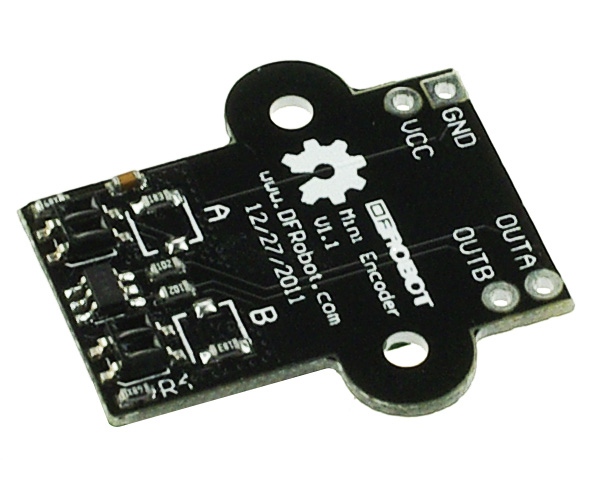 GND
VCC
DFROBOT
Mini Encoder
V1.1
www.DFRobot.com
12/27/2011
OUTA
OUTB
A
B